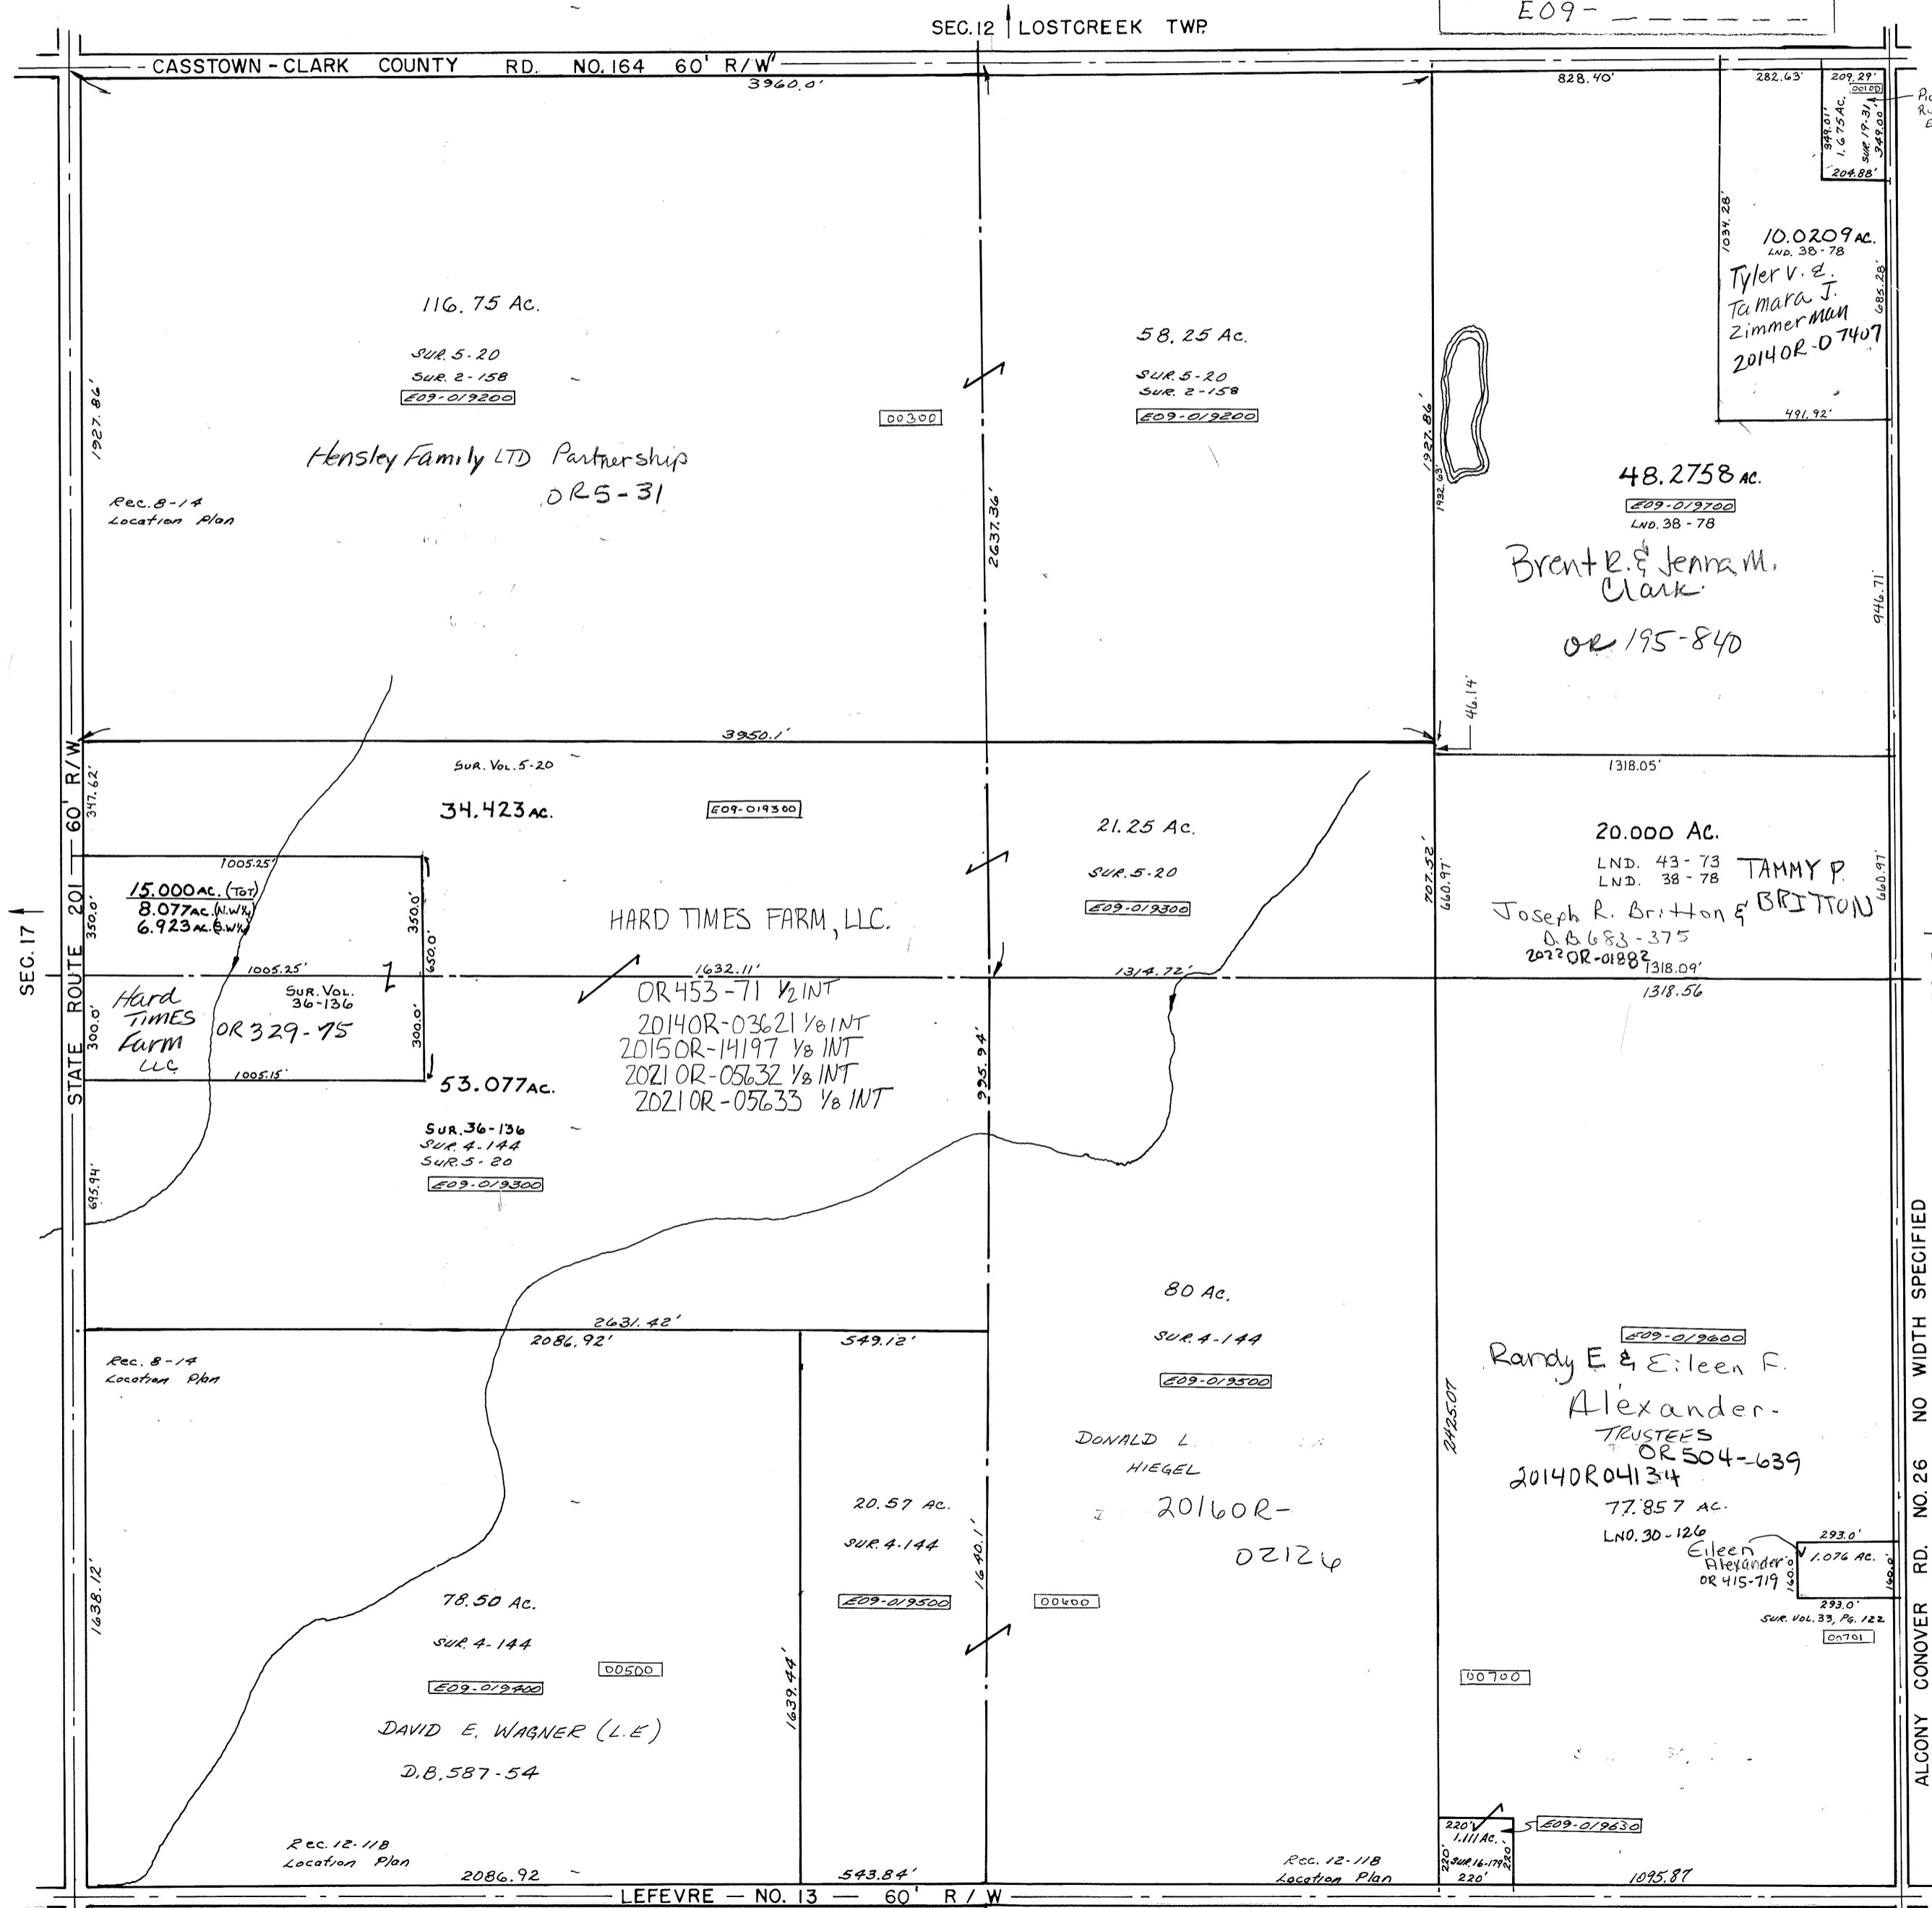 E09- _ _ _ _ _ _
SEC. 12 LOSTCREEK TWP.
CASSTOWN - CLARK COUNTY RD. NO. 164 60' R/W
3960.0'
828.40'
282.63'
209.29'
00100
349.01'
1.675 AC.
SUR. 19-31
349.00'
204.88'
1034.28'
10.0209 AC.
LND. 38-78
Tyler V. &
Tamara J.
Zimmerman
2014OR-07407
685.28'
491.92'
116.75 AC.
SUR. 5-20
SUR. 2-158
E09-019200
00300
Hensley Family LTD Partnership
OR5-31
1927.86'
Rec. 8-14
Location Plan
2637.36'
58.25 AC.
SUR. 5-20
SUR. 2-158
E09-019200
1927.86'
1932.63'
48.2758 AC.
E09-019700
LND. 38-78
Brent R. & Jenna M.
Clark
OR 195-840
946.71'
46.14'
3950.1'
1318.05'
STATE ROUTE 201 60' R/W
SEC. 17
347.62'
SUR. VOL. 5-20
34.423 AC.
E09-019300
1005.25'
15.000 AC. (TOT)
8.077 AC. (N.W ¼)
6.923 AC. (S.W ¼)
350.0'
350.0'
650.0'
1005.25'
HARD TIMES FARM, LLC.
1632.11'
OR 453-71 1/2 INT
2014OR-03621 1/8 INT
2015OR-14197 1/8 INT
2021OR-05632 1/8 INT
2021OR-05633 1/8 INT
21.25 AC.
SUR. 5-20
E09-019300
1314.72'
707.52'
660.97'
20.000 AC.
LND. 43-73
LND. 38-78
TAMMY P.
BRITTON
Joseph R. Britton &
D.B. 683-375
2022OR-01882
660.97'
1318.09'
1318.56
Hard
TIMES
Farm
LLC
SUR. VOL.
36-136
OR 329-75
300.0'
300.0'
1005.15'
53.077 AC.
SUR. 36-136
SUR. 4-144
SUR. 5-20
E09-019300
695.94'
995.94'
2631.42'
2086.92'
549.12'
Rec. 8-14
Location Plan
1638.12'
78.50 AC.
SUR. 4-144
E09-019400
00500
DAVID E. WAGNER (L.E)
D.B. 587-54
Rec. 12-118
Location Plan
2086.92
1639.44'
20.57 AC.
SUR. 4-144
E09-019500
543.84'
1640.1'
80 AC.
SUR. 4-144
E09-019500
DONALD L.
HIEGEL
2016OR-
02126
00600
Rec. 12-118
Location Plan
2425.07
E09-019600
Randy E & Eileen F.
Alexander-
TRUSTEES
OR 504-639
2014OR04134
77.857 AC.
LND. 30-126
Eileen
Alexander
OR 415-719
293.0'
1.076 AC.
160.0'
160.0'
293.0'
SUR. VOL. 33, PG. 122
00701
00700
220'
1.111 AC.
220'
SUR. 16-179
220'
220'
E09-019630
1095.87
LEFEVRE - NO. 13 - 60' R/W
ALCONY CONOVER RD. NO. 26 NO WIDTH SPECIFIED